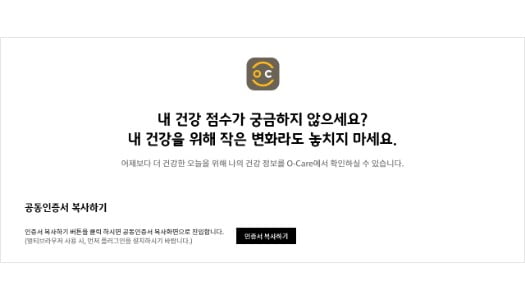 O C
내 건강 점수가 궁금하지 않으세요?
내 건강을 위해 작은 변화라도 놓치지 마세요.
어제보다 더 건강한 오늘을 위해 나의 건강 정보를 O-Care에서 확인하실 수 있습니다.
공동인증서 복사하기
인증서 복사하기 버튼을 클릭 하시면 공동인증서 복사화면으로 진입합니다.
(멀티브라우저 사용 시, 먼저 플러그인을 설치하시기 바랍니다.)
인증서 복사하기